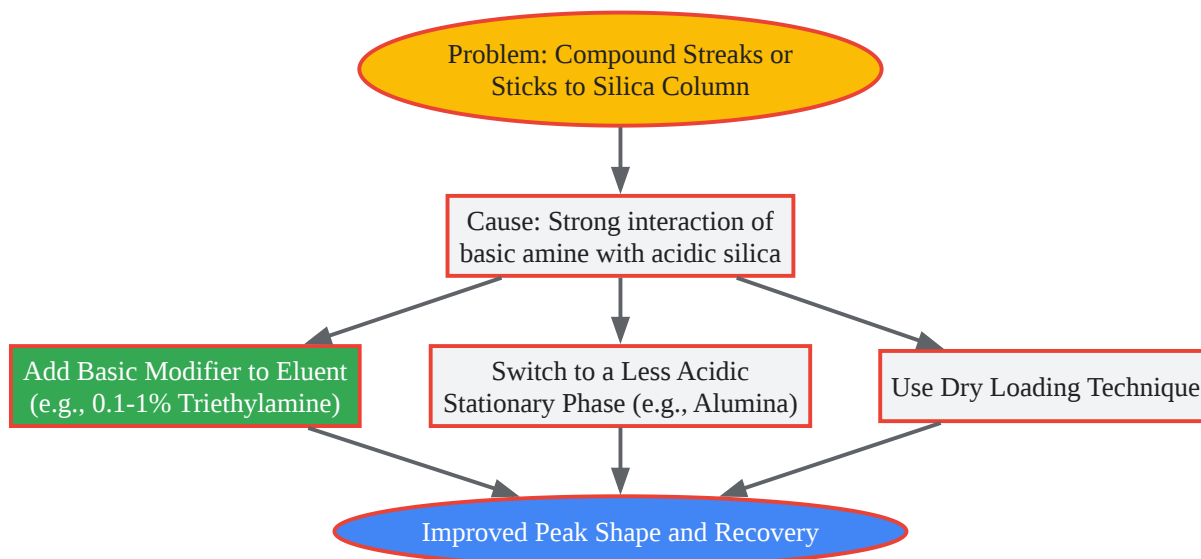 Problem: Compound Streaks or
Sticks to Silica Column
Cause: Strong interaction of
basic amine with acidic silica
Add Basic Modifier to Eluent
(e.g., 0.1-1% Triethylamine)
Switch to a Less Acidic
Stationary Phase (e.g., Alumina)
Use Dry Loading Technique
Improved Peak Shape and Recovery